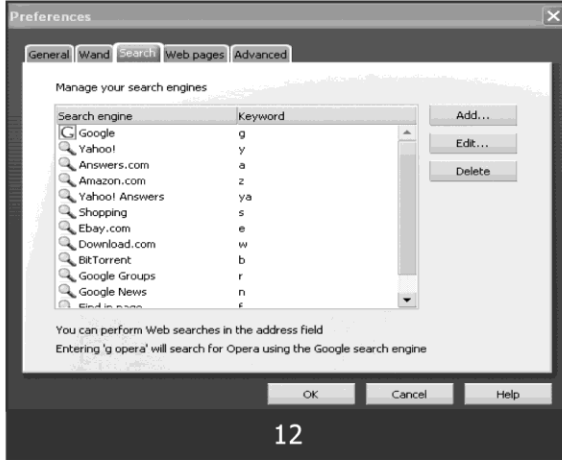 Preferences
General Wand Search Web pages Advanced
Manage your search engines
Search engine Keyword
Google g
Yahoo! y
Answers.com a
Amazon.com z
Yahoo! Answers ya
Shopping s
Ebay.com e
Download.com w
BitTorrent b
Google Groups r
Google News n
Find in page f
Add...
Edit...
Delete
You can perform Web searches in the address field
Entering 'g opera' will search for Opera using the Google search engine
OK Cancel Help
12